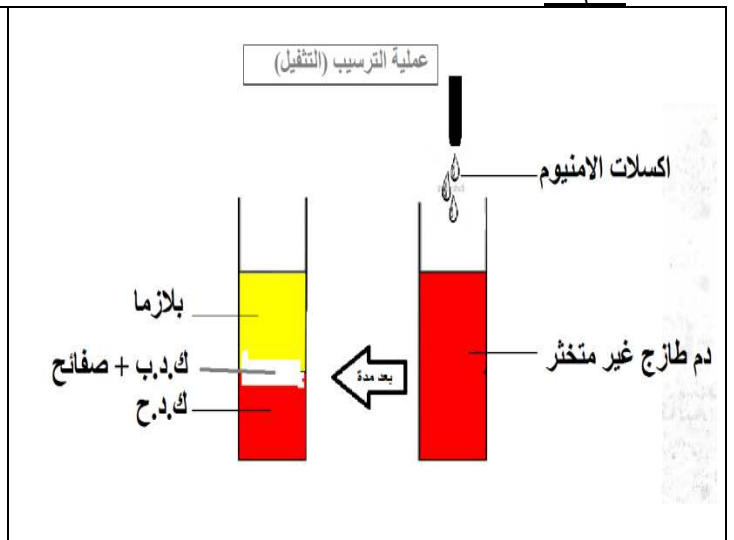 عملية الترسيب (التثفيل)
اكسلات الامنيوم
دم طازج غير متخثر
بعد مدة
بلازما
ك.د.ب + صفائح
ك.د.ح